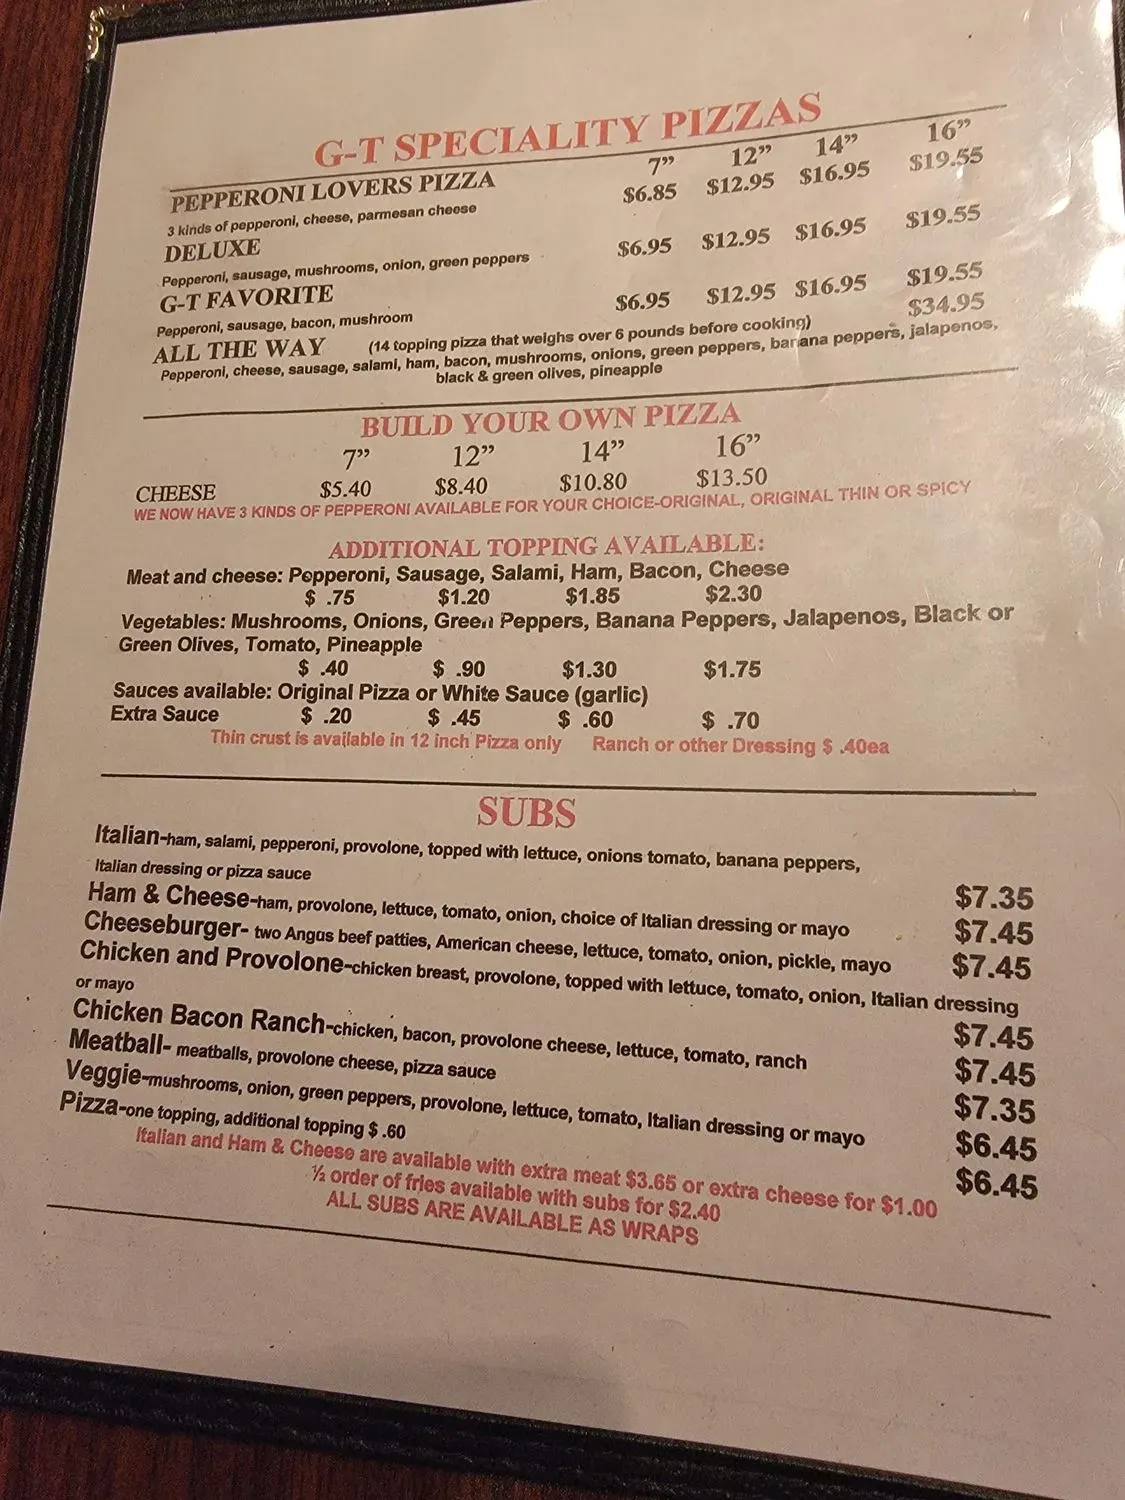 G-T SPECIALITY PIZZAS
7” 12” 14” 16”
PEPPERONI LOVERS PIZZA $6.85 $12.95 $16.95 $19.55
3 kinds of pepperoni, cheese, parmesan cheese
DELUXE $6.95 $12.95 $16.95 $19.55
Pepperoni, sausage, mushrooms, onion, green peppers
G-T FAVORITE $6.95 $12.95 $16.95 $19.55
Pepperoni, sausage, bacon, mushroom
ALL THE WAY (14 topping pizza that weighs over 6 pounds before cooking) $34.95
Pepperoni, cheese, sausage, salami, ham, bacon, mushrooms, onions, green peppers, banana peppers, jalapenos,
black & green olives, pineapple
BUILD YOUR OWN PIZZA
7” 12” 14” 16”
CHEESE $5.40 $8.40 $10.80 $13.50
WE NOW HAVE 3 KINDS OF PEPPERONI AVAILABLE FOR YOUR CHOICE-ORIGINAL, ORIGINAL THIN OR SPICY
ADDITIONAL TOPPING AVAILABLE:
Meat and cheese: Pepperoni, Sausage, Salami, Ham, Bacon, Cheese
$ .75 $1.20 $1.85 $2.30
Vegetables: Mushrooms, Onions, Green Peppers, Banana Peppers, Jalapenos, Black or
Green Olives, Tomato, Pineapple
$ .40 $ .90 $1.30 $1.75
Sauces available: Original Pizza or White Sauce (garlic)
Extra Sauce $ .20 $ .45 $ .60 $ .70
Thin crust is available in 12 inch Pizza only Ranch or other Dressing $ .40ea
SUBS
Italian-ham, salami, pepperoni, provolone, topped with lettuce, onions tomato, banana peppers,
Italian dressing or pizza sauce $7.35
Ham & Cheese-ham, provolone, lettuce, tomato, onion, choice of Italian dressing or mayo $7.45
Cheeseburger- two Angus beef patties, American cheese, lettuce, tomato, onion, pickle, mayo $7.45
Chicken and Provolone-chicken breast, provolone, topped with lettuce, tomato, onion, Italian dressing
or mayo $7.45
Chicken Bacon Ranch-chicken, bacon, provolone cheese, lettuce, tomato, ranch $7.45
Meatball- meatballs, provolone cheese, pizza sauce $7.35
Veggie-mushrooms, onion, green peppers, provolone, lettuce, tomato, Italian dressing or mayo $6.45
Pizza-one topping, additional topping $ .60 $6.45
Italian and Ham & Cheese are available with extra meat $3.65 or extra cheese for $1.00
½ order of fries available with subs for $2.40
ALL SUBS ARE AVAILABLE AS WRAPS